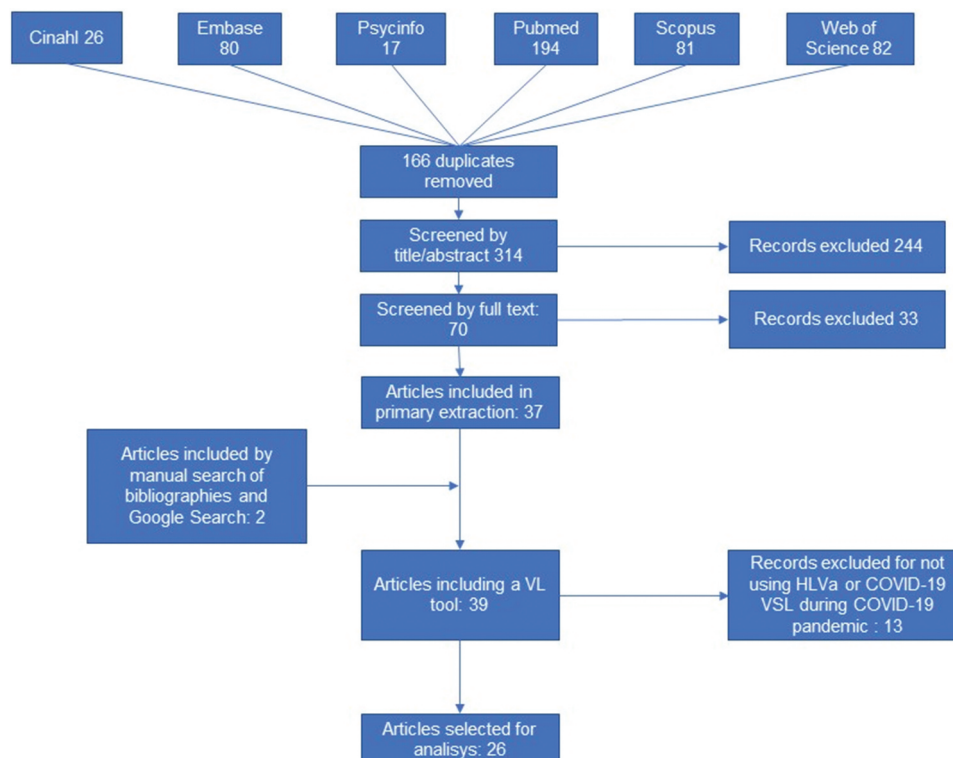 Cinahl 26
Embase
80
Psycinfo
17
Pubmed
194
Scopus
81
Web of
Science 82
166 duplicates
removed
Screened by
title/abstract 314
Records excluded 244
Screened by full text:
70
Records excluded 33
Articles included in
primary extraction: 37
Articles included by
manual search of
bibliographies and
Google Search: 2
Articles including a VL
tool: 39
Records excluded for not
using HLVa or COVID-19
VSL during COVID-19
pandemic : 13
Articles selected for
analisys: 26